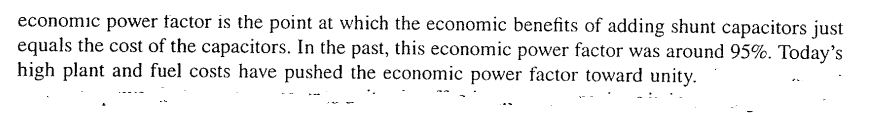 economic power factor is the point at which the economic benefits of adding shunt capacitors just
equals the cost of the capacitors. In the past, this economic power factor was around 95%. Today's
high plant and fuel costs have pushed the economic power factor toward unity.